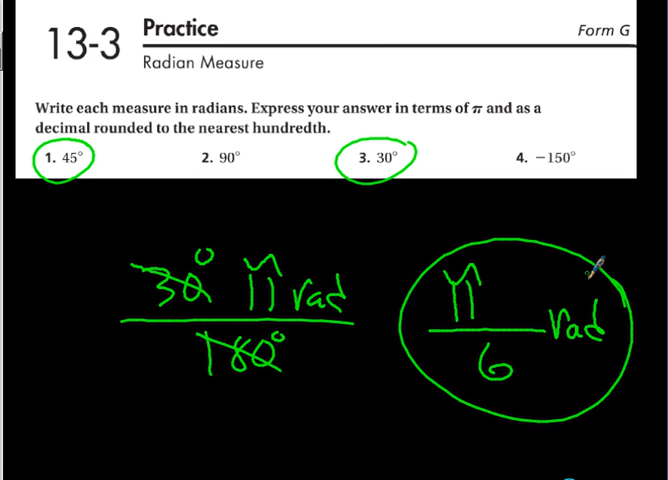 13-3 Practice Form G
Radian Measure
Write each measure in radians. Express your answer in terms of π and as a
decimal rounded to the nearest hundredth.
1. 45° 2. 90° 3. 30° 4. −150°
30° π rad
180°
π rad
6